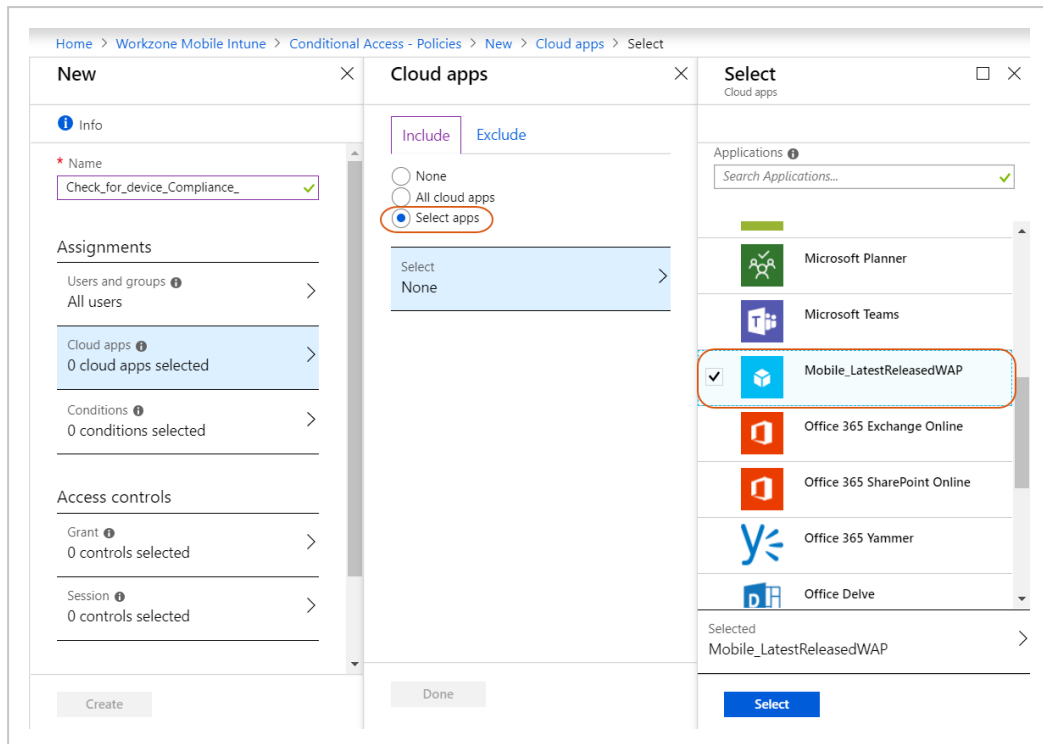 Home > Workzone Mobile Intune > Conditional Access - Policies > New > Cloud apps > Select
New
Info
* Name
Check_for_device_Compliance_
Assignments
Users and groups
All users
Cloud apps
0 cloud apps selected
Conditions
0 conditions selected
Access controls
Grant
0 controls selected
Session
0 controls selected
Create
Cloud apps
Include Exclude
None
All cloud apps
Select apps
Select
None
Done
Select
Cloud apps
Applications
Search Applications...
Microsoft Planner
Microsoft Teams
Mobile_LatestReleasedWAP
Office 365 Exchange Online
Office 365 SharePoint Online
Office 365 Yammer
Office Delve
Selected
Mobile_LatestReleasedWAP
Select